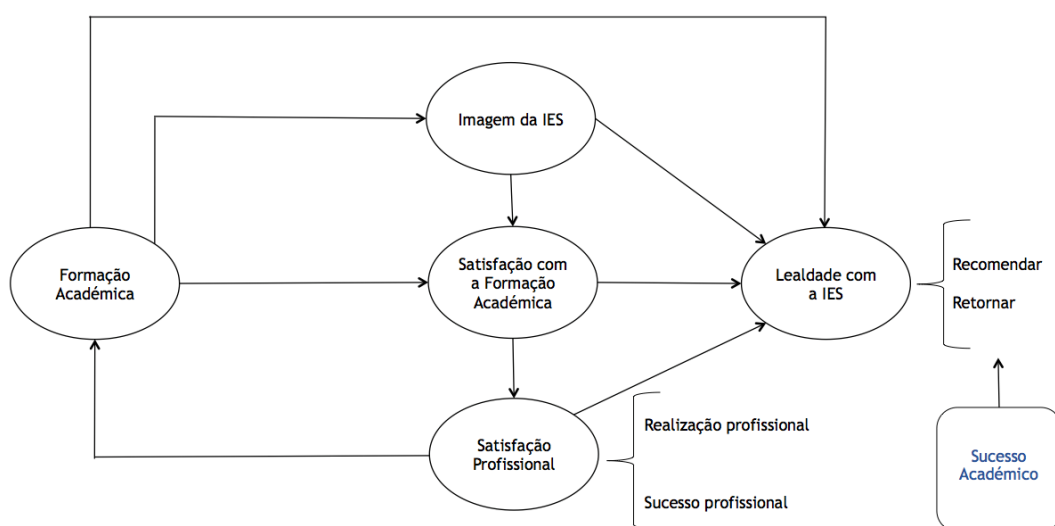 Imagem da IES
Formação
Académica
Satisfação com
a Formação
Académica
Lealdade com
a IES
Recomendar
Retornar
Satisfação
Profissional
Realização profissional
Sucesso profissional
Sucesso
Académico